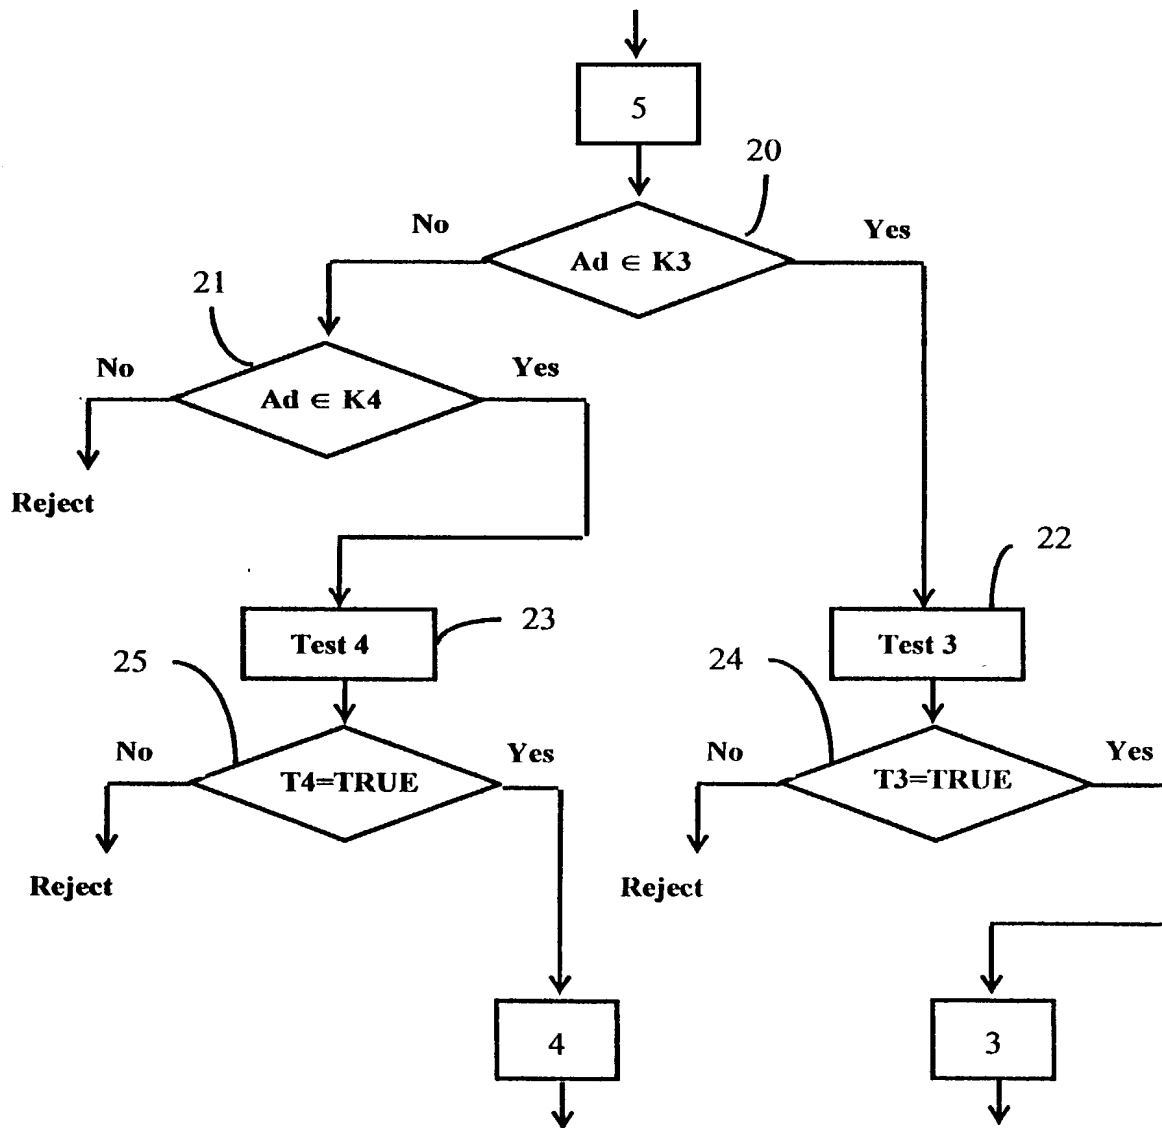 5
20
No
Yes
Ad ∈ K3
21
No
Yes
Ad ∈ K4
Reject
22
Test 4
23
Test 3
25
24
No
Yes
No
Yes
T4=TRUE
T3=TRUE
Reject
Reject
4
3